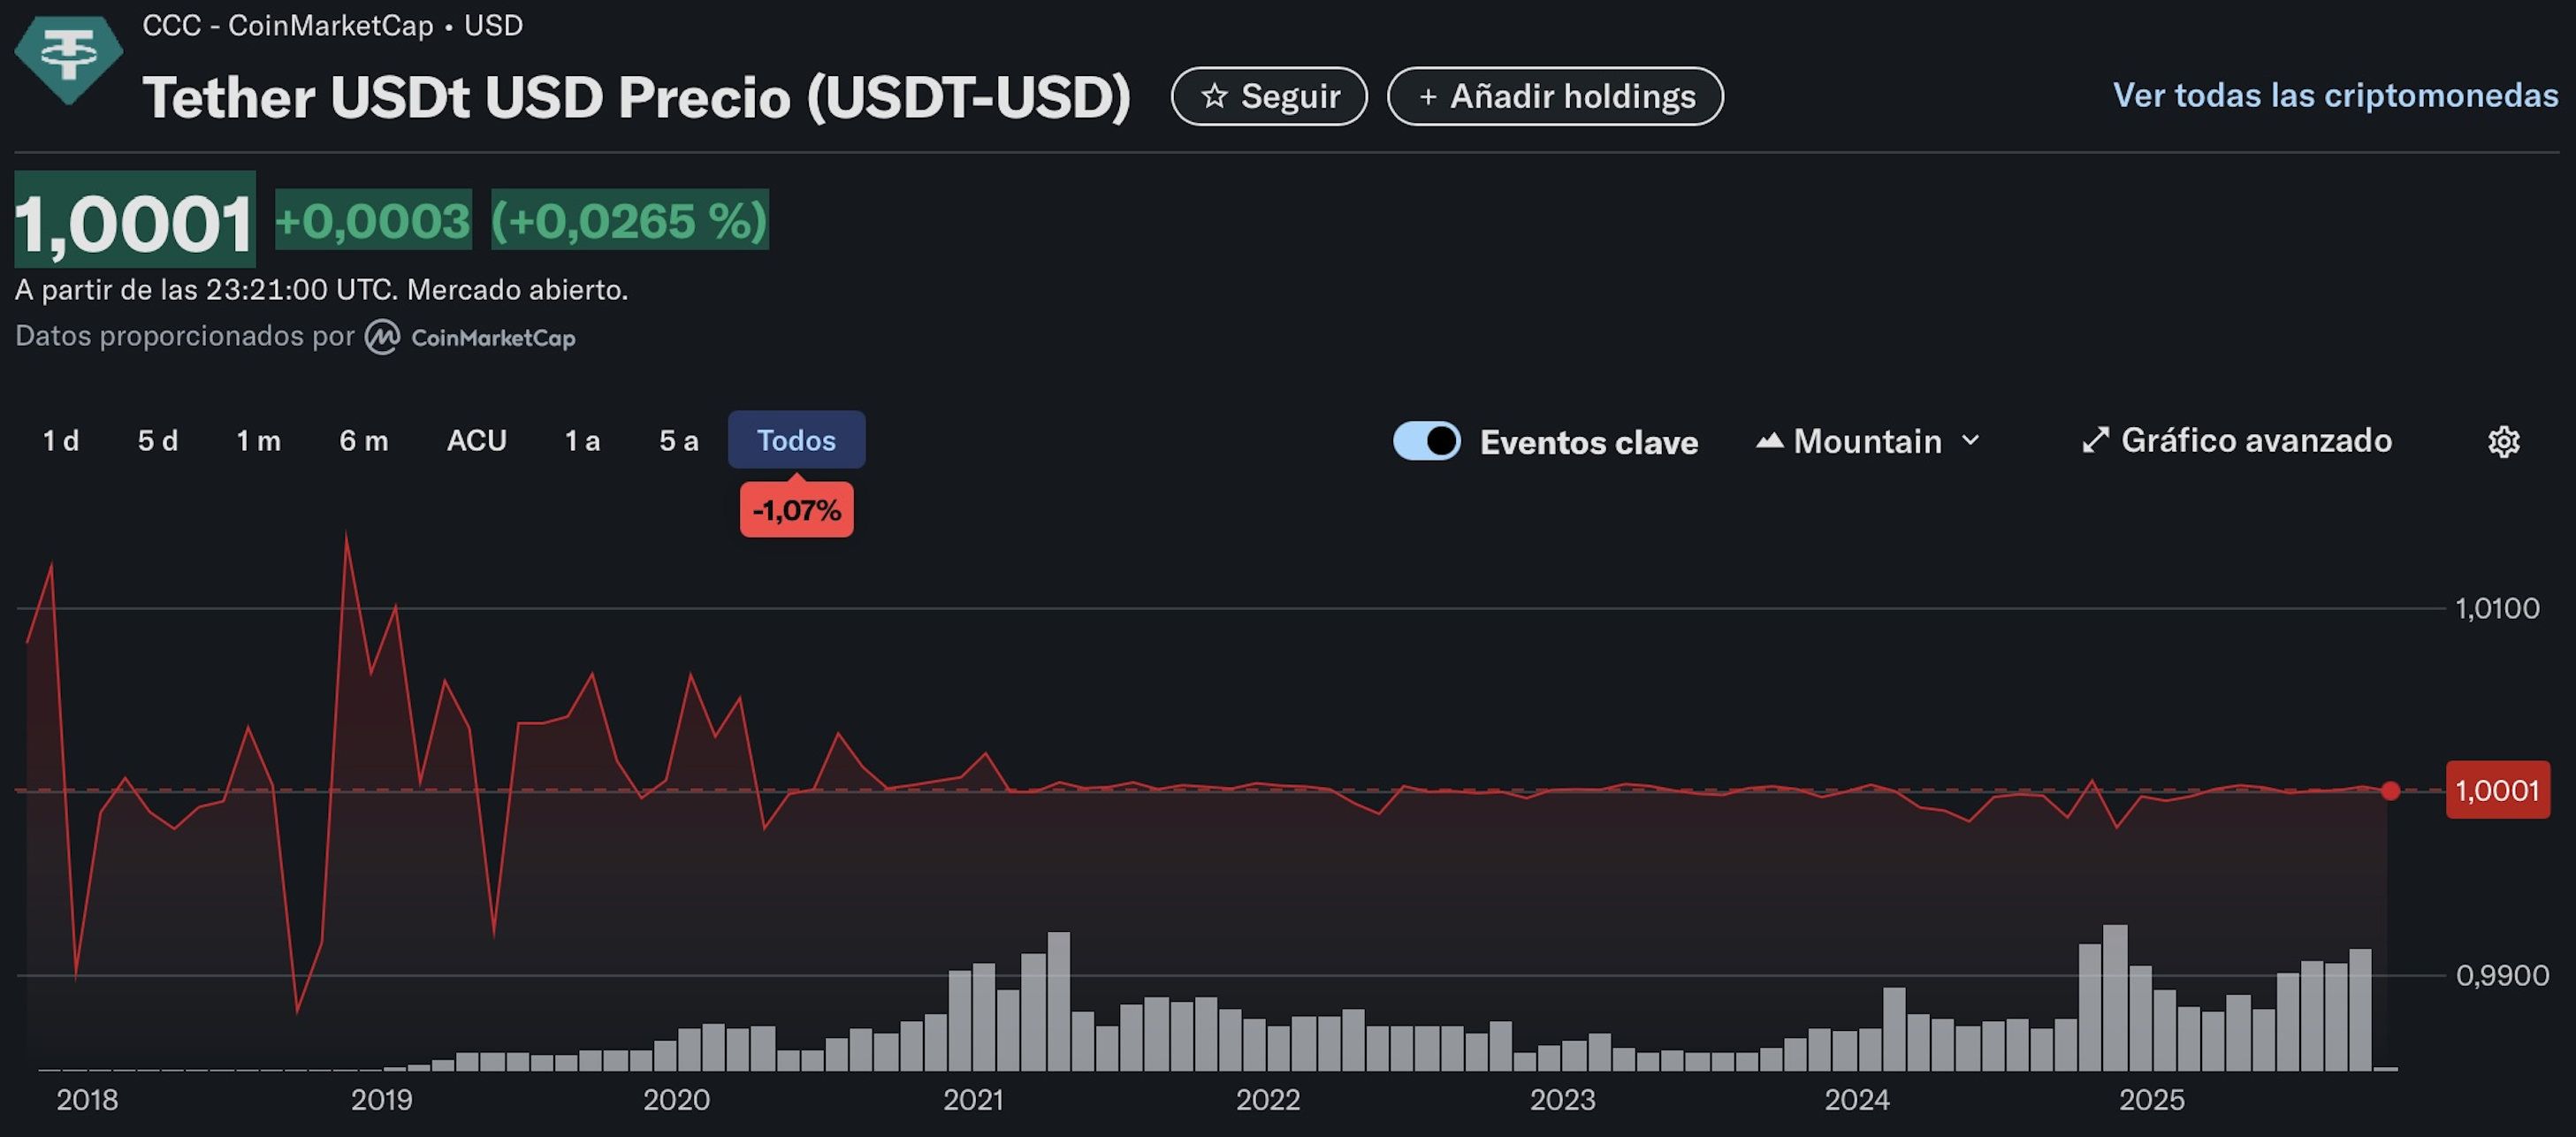 CCC - CoinMarketCap • USD
Tether USDt USD Precio (USDT-USD)
Seguir
+ Añadir holdings
Ver todas las criptomonedas
1,0001 +0,0003 (+0,0265 %)
A partir de las 23:21:00 UTC. Mercado abierto.
Datos proporcionados por CoinMarketCap
1 d 5 d 1 m 6 m ACU 1 a 5 a Todos
Eventos clave
Mountain
Gráfico avanzado
-1,07%
1,0100
1,0001
0,9900
2018 2019 2020 2021 2022 2023 2024 2025